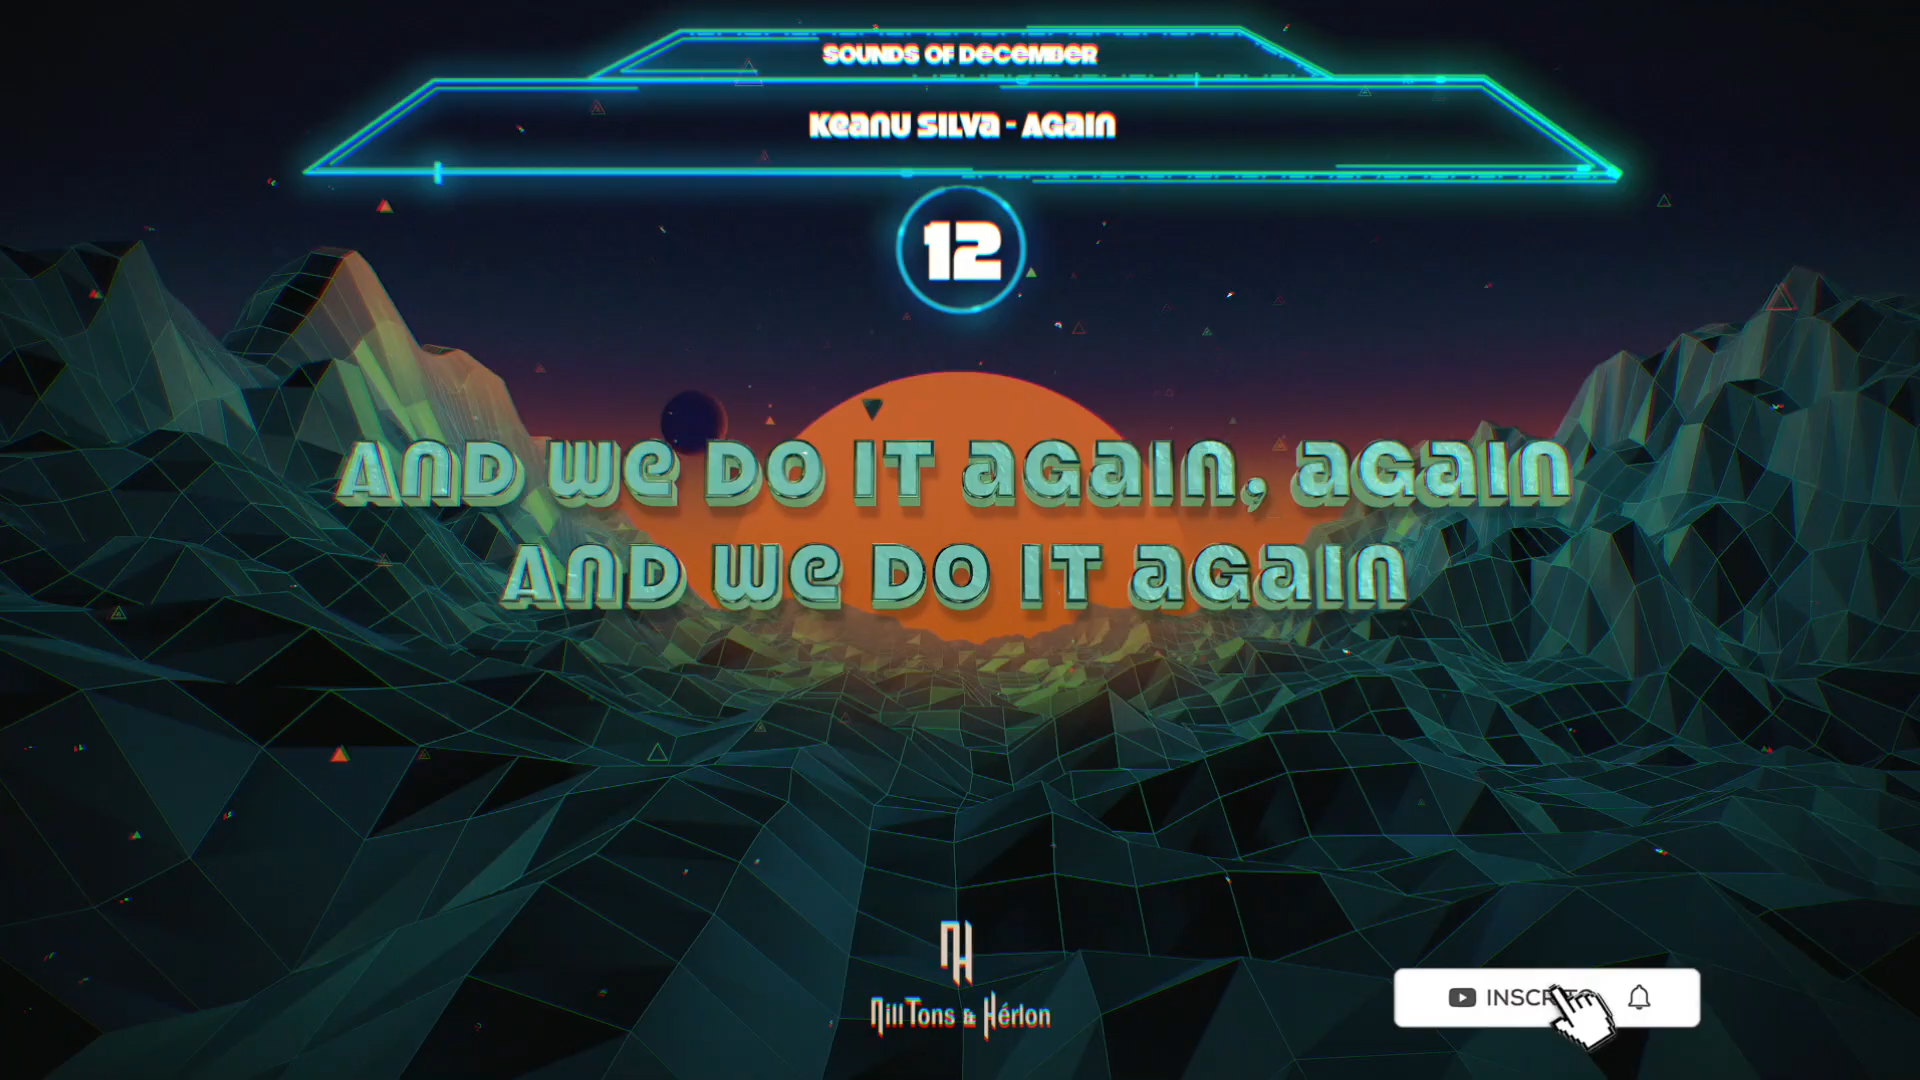 SOUNDS OF DECEMBER
KEANU SILVA - AGAIN
12
AND WE DO IT AGAIN, AGAIN
AND WE DO IT AGAIN
NH
Nill Tons & Hérlon